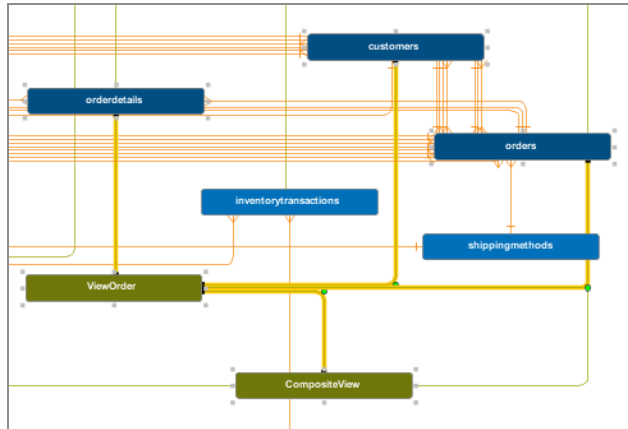 customers
orderdetails
orders
inventorytransactions
shippingmethods
ViewOrder
CompositeView